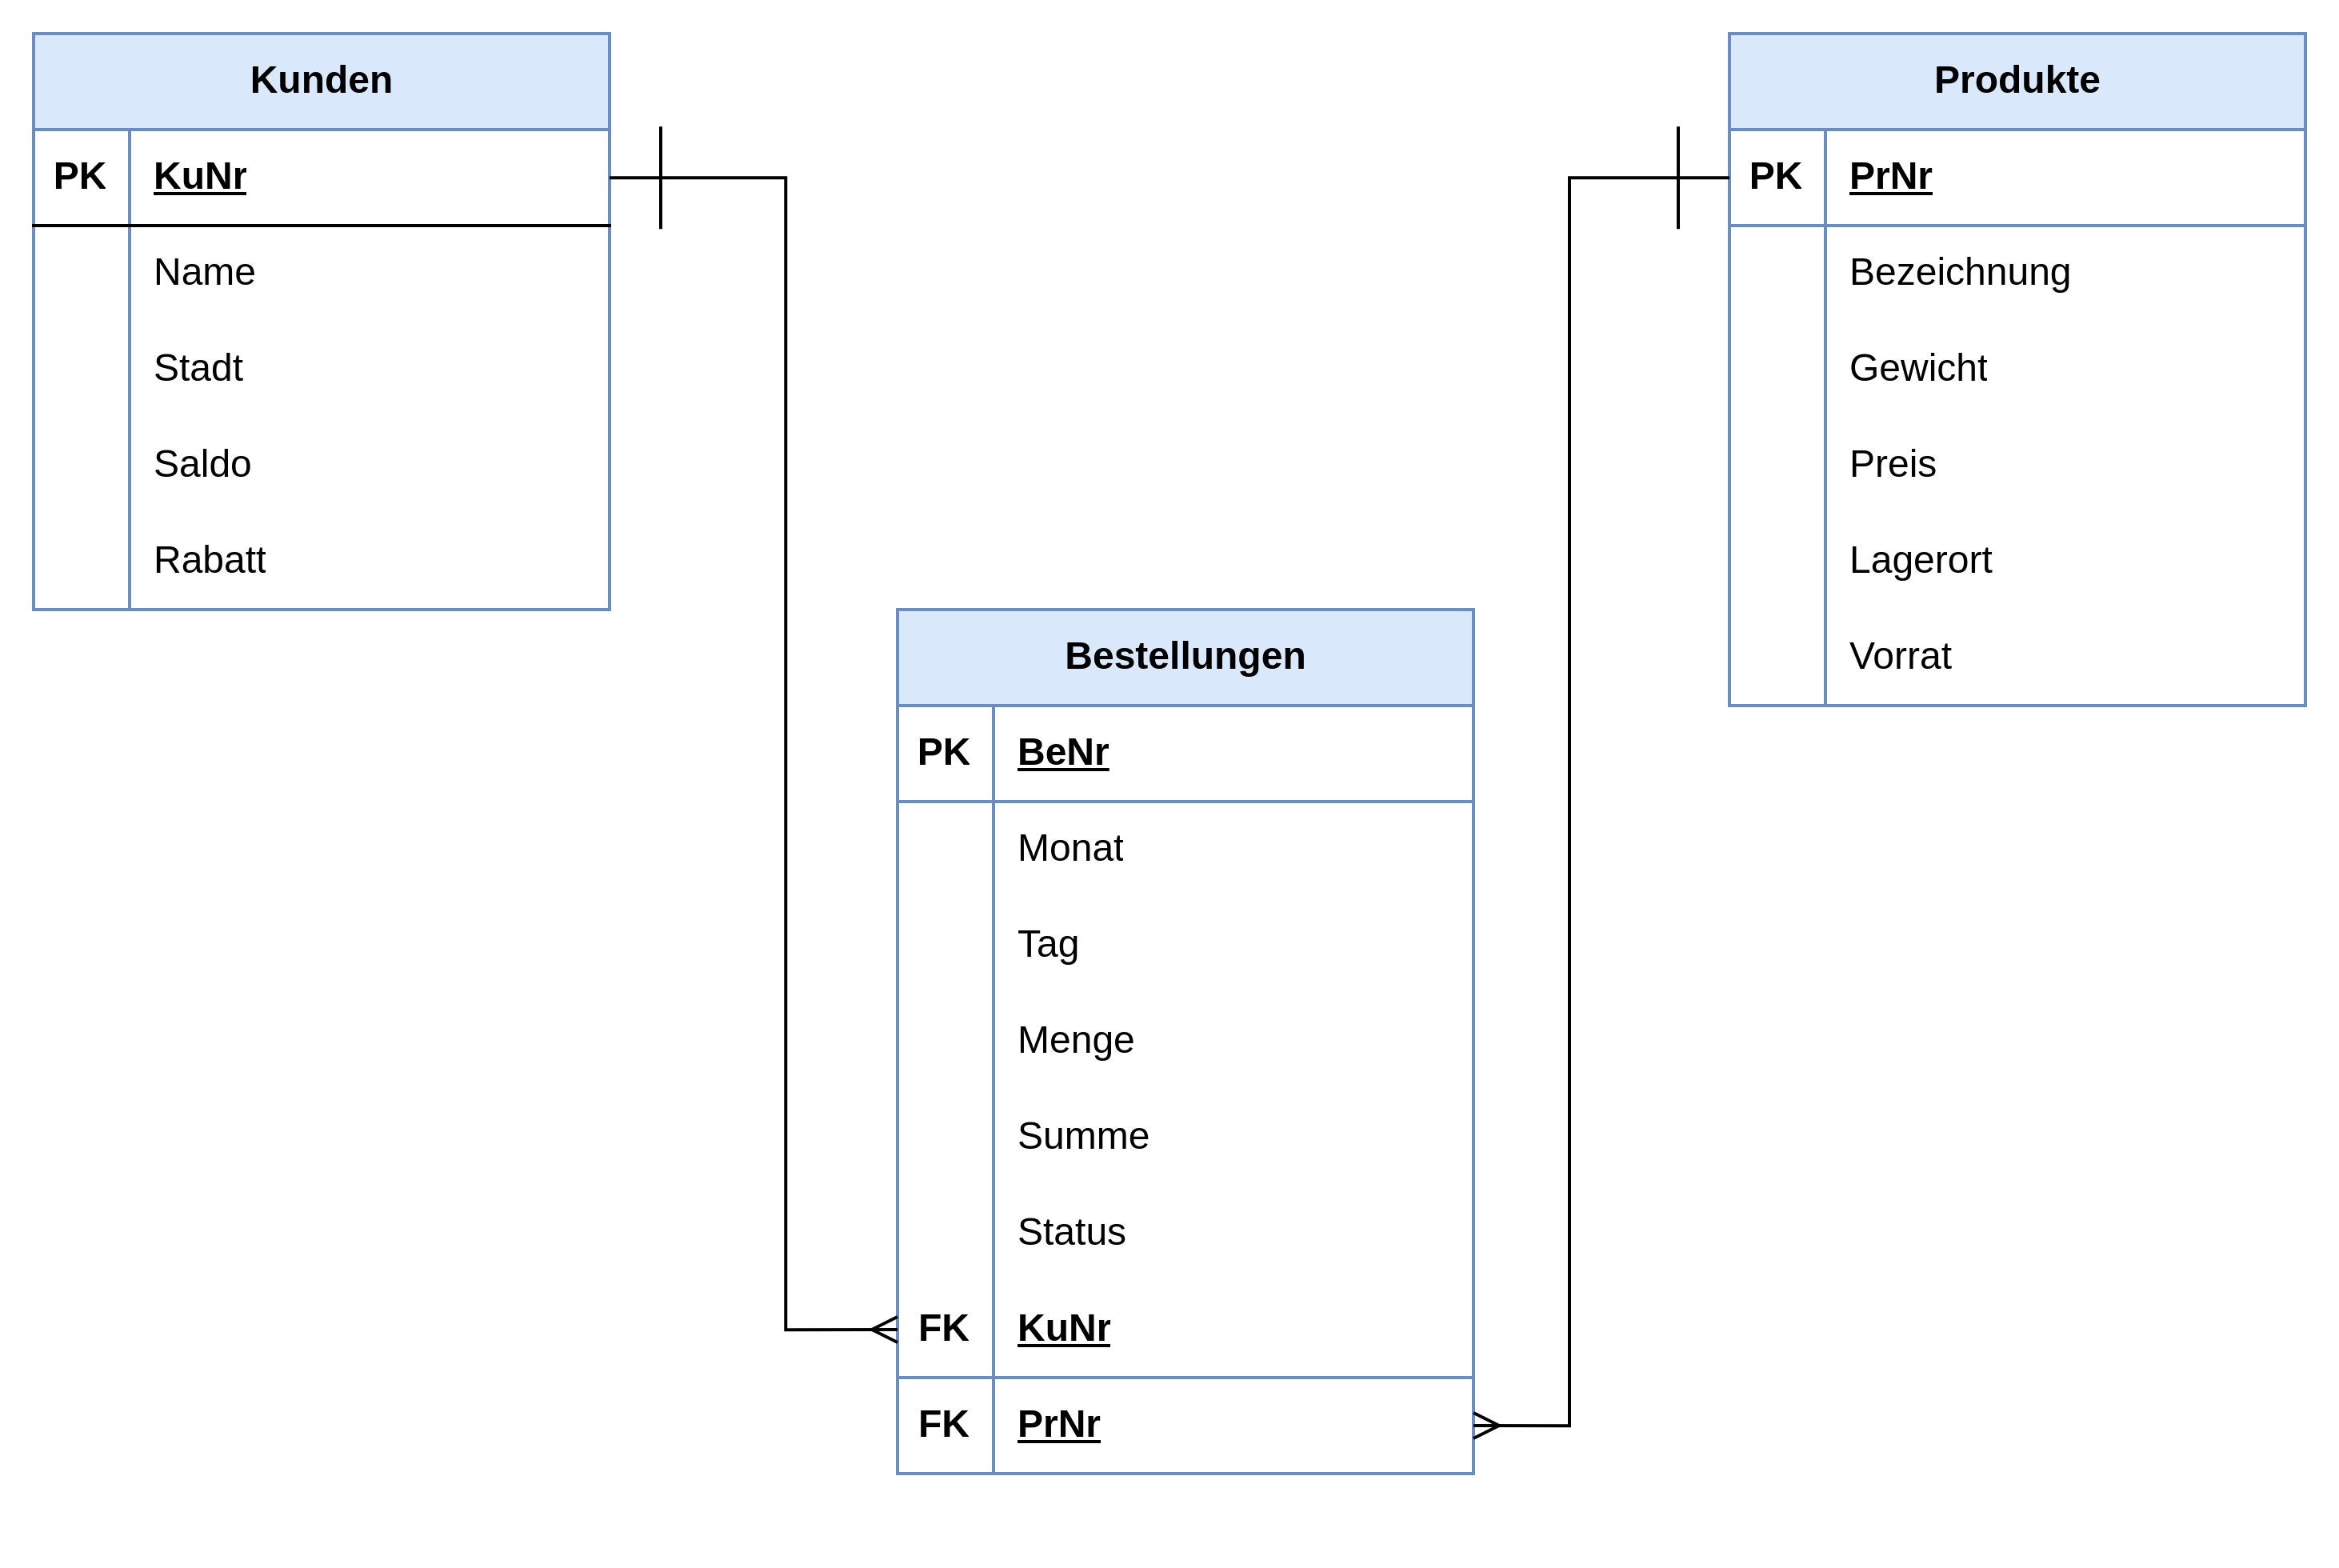 Kunden
PK KuNr
Name
Stadt
Saldo
Rabatt
Produkte
PK PrNr
Bezeichnung
Gewicht
Preis
Lagerort
Vorrat
Bestellungen
PK BeNr
Monat
Tag
Menge
Summe
Status
FK KuNr
FK PrNr